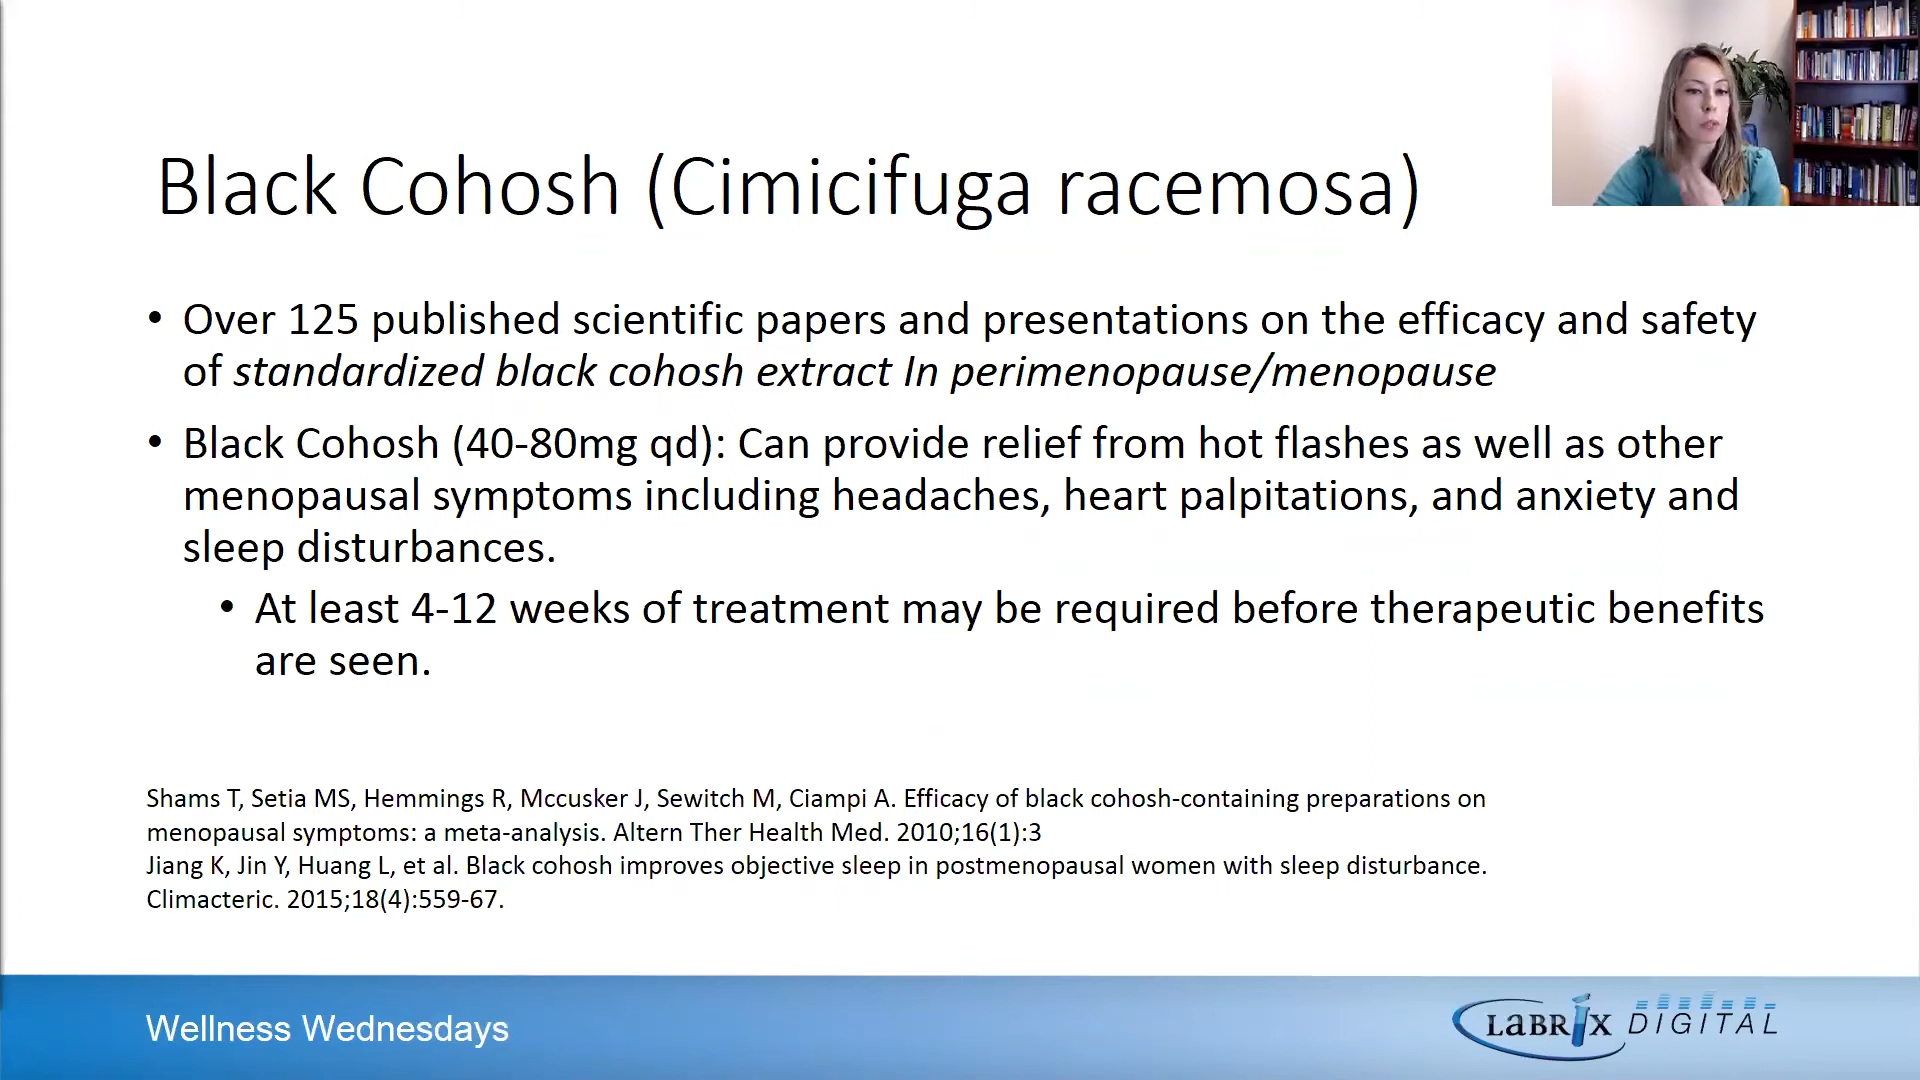 Black Cohosh (Cimicifuga racemosa)
• Over 125 published scientific papers and presentations on the efficacy and safety
of standardized black cohosh extract In perimenopause/menopause
• Black Cohosh (40-80mg qd): Can provide relief from hot flashes as well as other
menopausal symptoms including headaches, heart palpitations, and anxiety and
sleep disturbances.
• At least 4-12 weeks of treatment may be required before therapeutic benefits
are seen.
Shams T, Setia MS, Hemmings R, Mccusker J, Sewitch M, Ciampi A. Efficacy of black cohosh-containing preparations on
menopausal symptoms: a meta-analysis. Altern Ther Health Med. 2010;16(1):3
Jiang K, Jin Y, Huang L, et al. Black cohosh improves objective sleep in postmenopausal women with sleep disturbance.
Climacteric. 2015;18(4):559-67.
Wellness Wednesdays
LABRIX DIGITAL